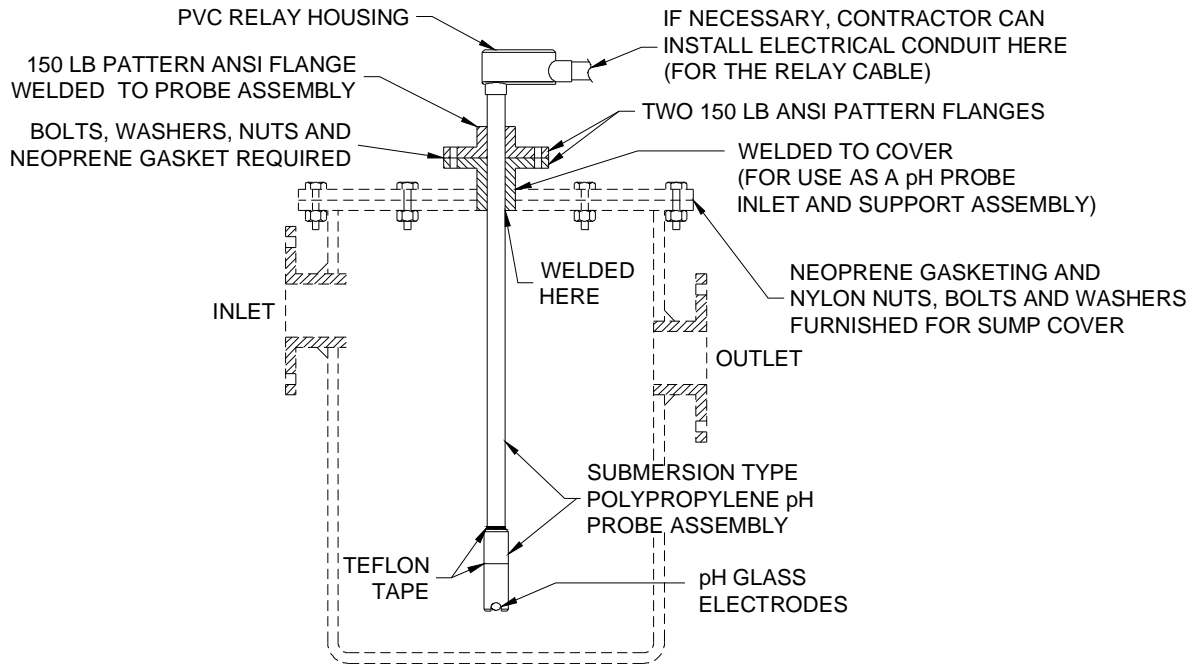 PVC RELAY HOUSING
IF NECESSARY, CONTRACTOR CAN
INSTALL ELECTRICAL CONDUIT HERE
(FOR THE RELAY CABLE)
150 LB PATTERN ANSI FLANGE
WELDED TO PROBE ASSEMBLY
TWO 150 LB ANSI PATTERN FLANGES
BOLTS, WASHERS, NUTS AND
NEOPRENE GASKET REQUIRED
WELDED TO COVER
(FOR USE AS A pH PROBE
INLET AND SUPPORT ASSEMBLY)
WELDED
HERE
NEOPRENE GASKETING AND
NYLON NUTS, BOLTS AND WASHERS
FURNISHED FOR SUMP COVER
INLET
OUTLET
SUBMERSION TYPE
POLYPROPYLENE pH
PROBE ASSEMBLY
TEFLON
TAPE
pH GLASS
ELECTRODES